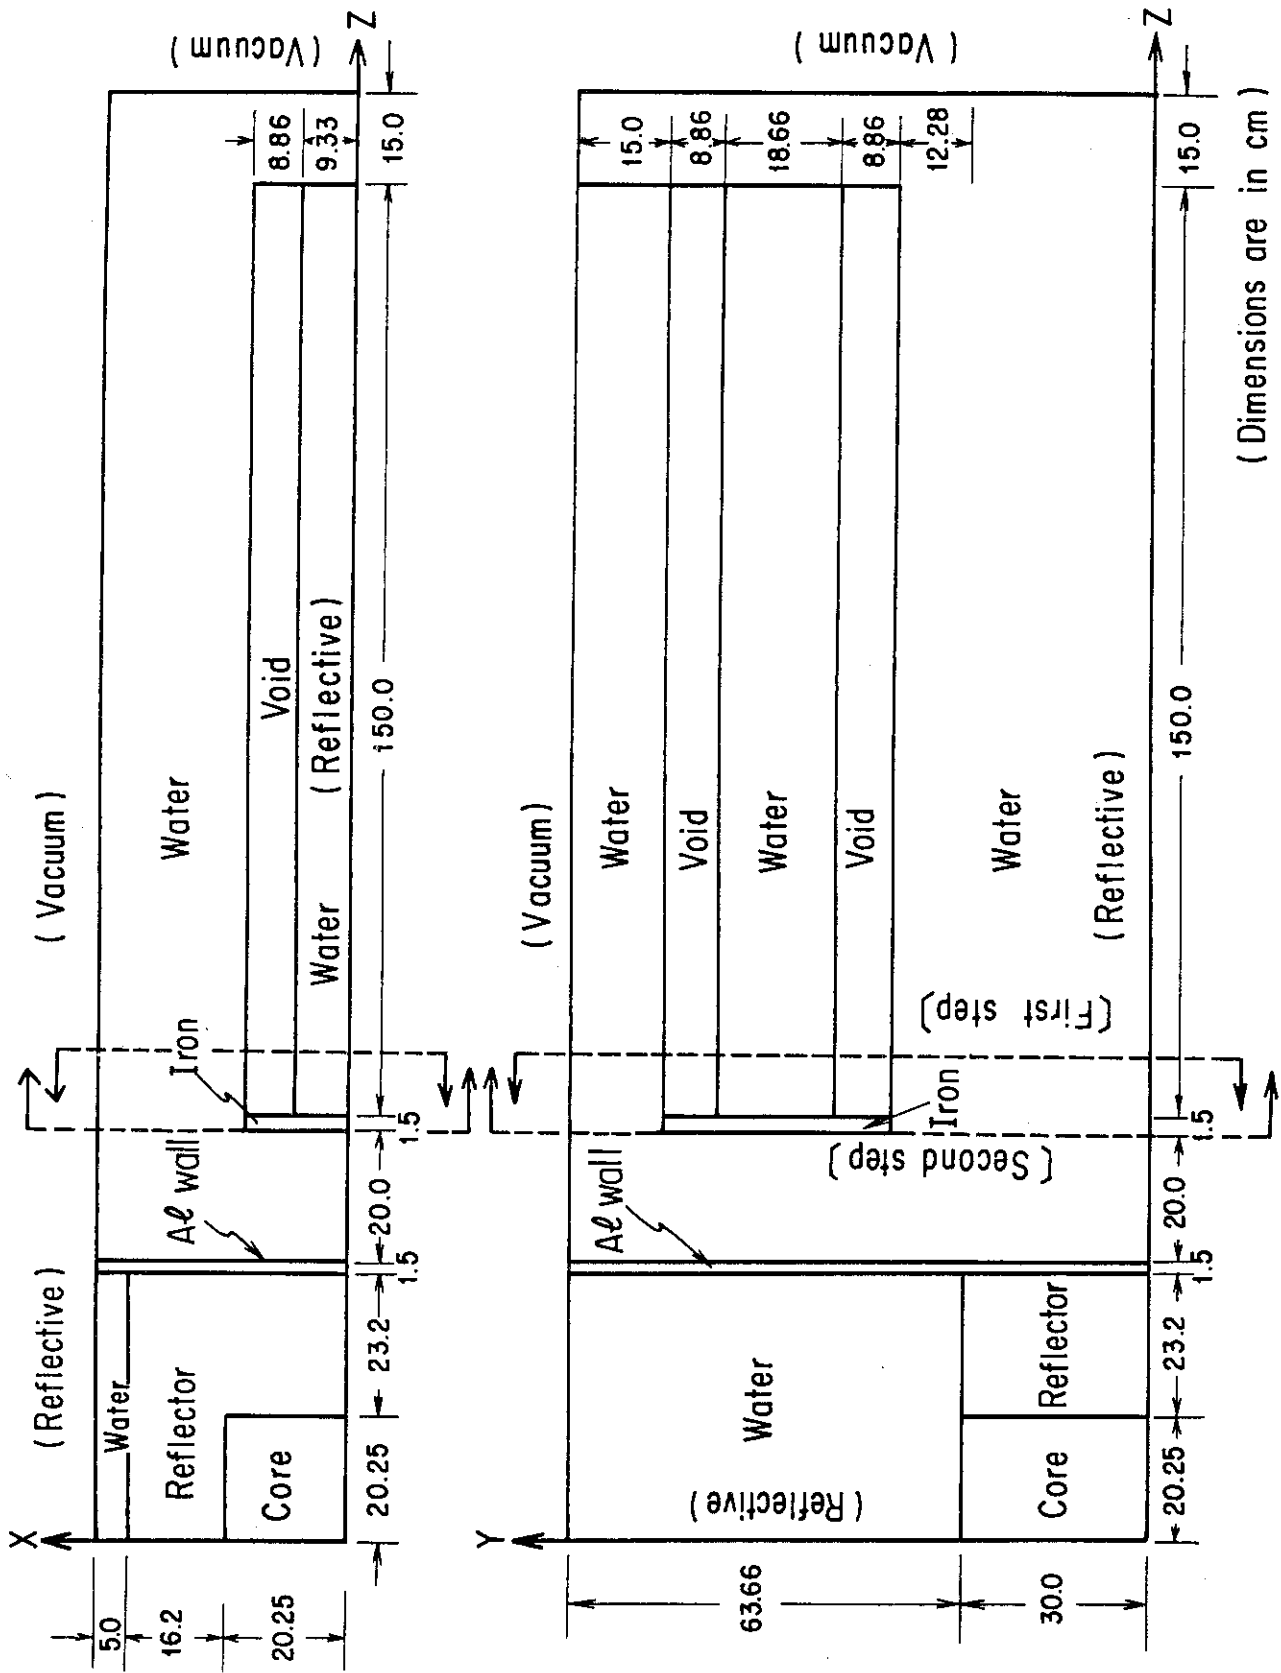 X
(Reflective)
(Vacuum)
Z
(Vacuum)
5.0
16.2
20.25
Water
Reflector
Core
Al wall
Iron
Water
Void
Water
(Reflective)
8.86
9.33
20.25
23.2
1.5
20.0
1.5
150.0
15.0
Y
(Vacuum)
Z
(Vacuum)
63.66
30.0
(Reflective)
Water
Core
Reflector
Al wall
(Second step)
Iron
(First step)
Water
Void
Water
Void
Water
(Reflective)
15.0
8.86
18.66
8.86
12.28
20.25
23.2
1.5
20.0
1.5
150.0
15.0
(Dimensions are in cm)